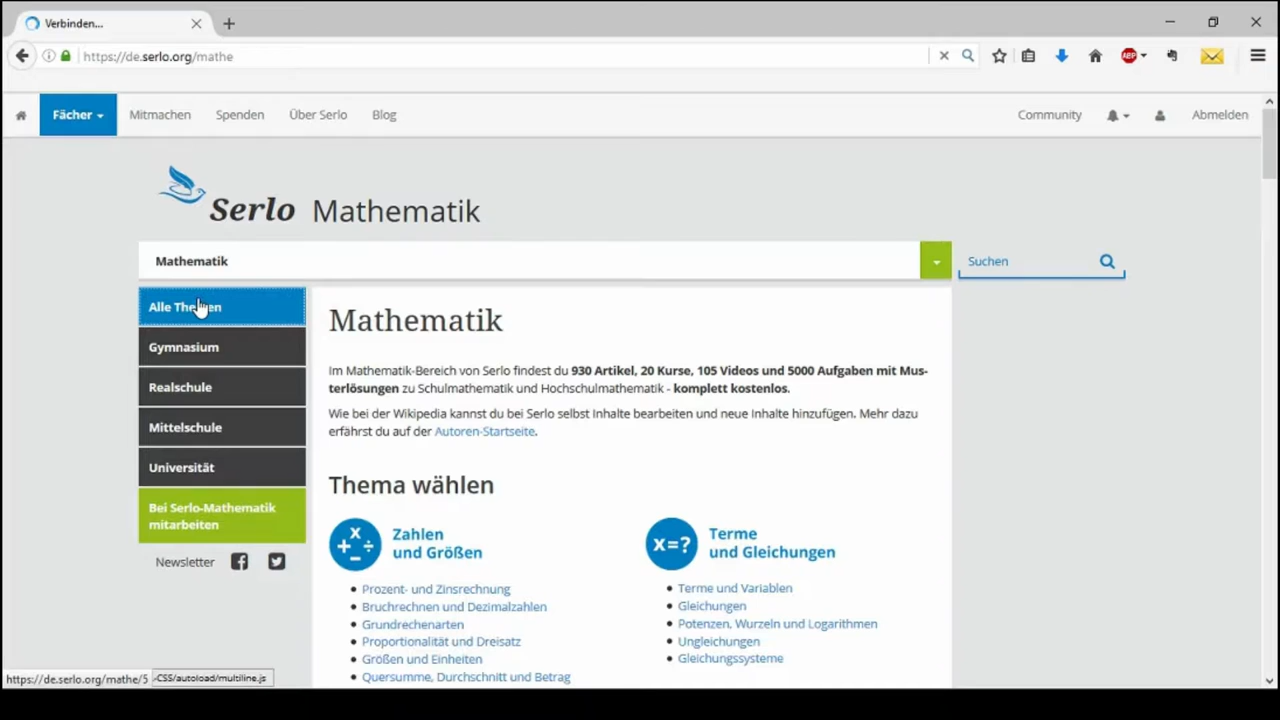 Verbinden...
https://de.serlo.org/mathe
ABP
Fächer
Mitmachen
Spenden
Über Serlo
Blog
Community
Abmelden
Serlo Mathematik
Mathematik
Suchen
Alle Themen
Gymnasium
Realschule
Mittelschule
Universität
Bei Serlo-Mathematik
mitarbeiten
Newsletter
Mathematik
Im Mathematik-Bereich von Serlo findest du 930 Artikel, 20 Kurse, 105 Videos und 5000 Aufgaben mit Mus-
terlösungen zu Schulmathematik und Hochschulmathematik - komplett kostenlos.
Wie bei der Wikipedia kannst du bei Serlo selbst Inhalte bearbeiten und neue Inhalte hinzufügen. Mehr dazu
erfährst du auf der Autoren-Startseite.
Thema wählen
Zahlen
und Größen
Prozent- und Zinsrechnung
Bruchrechnen und Dezimalzahlen
Grundrechenarten
Proportionalität und Dreisatz
Größen und Einheiten
Quersumme, Durchschnitt und Betrag
x=?
Terme
und Gleichungen
Terme und Variablen
Gleichungen
Potenzen, Wurzeln und Logarithmen
Ungleichungen
Gleichungssysteme
https://de.serlo.org/mathe/5
-CSS/autoload/multiline.js